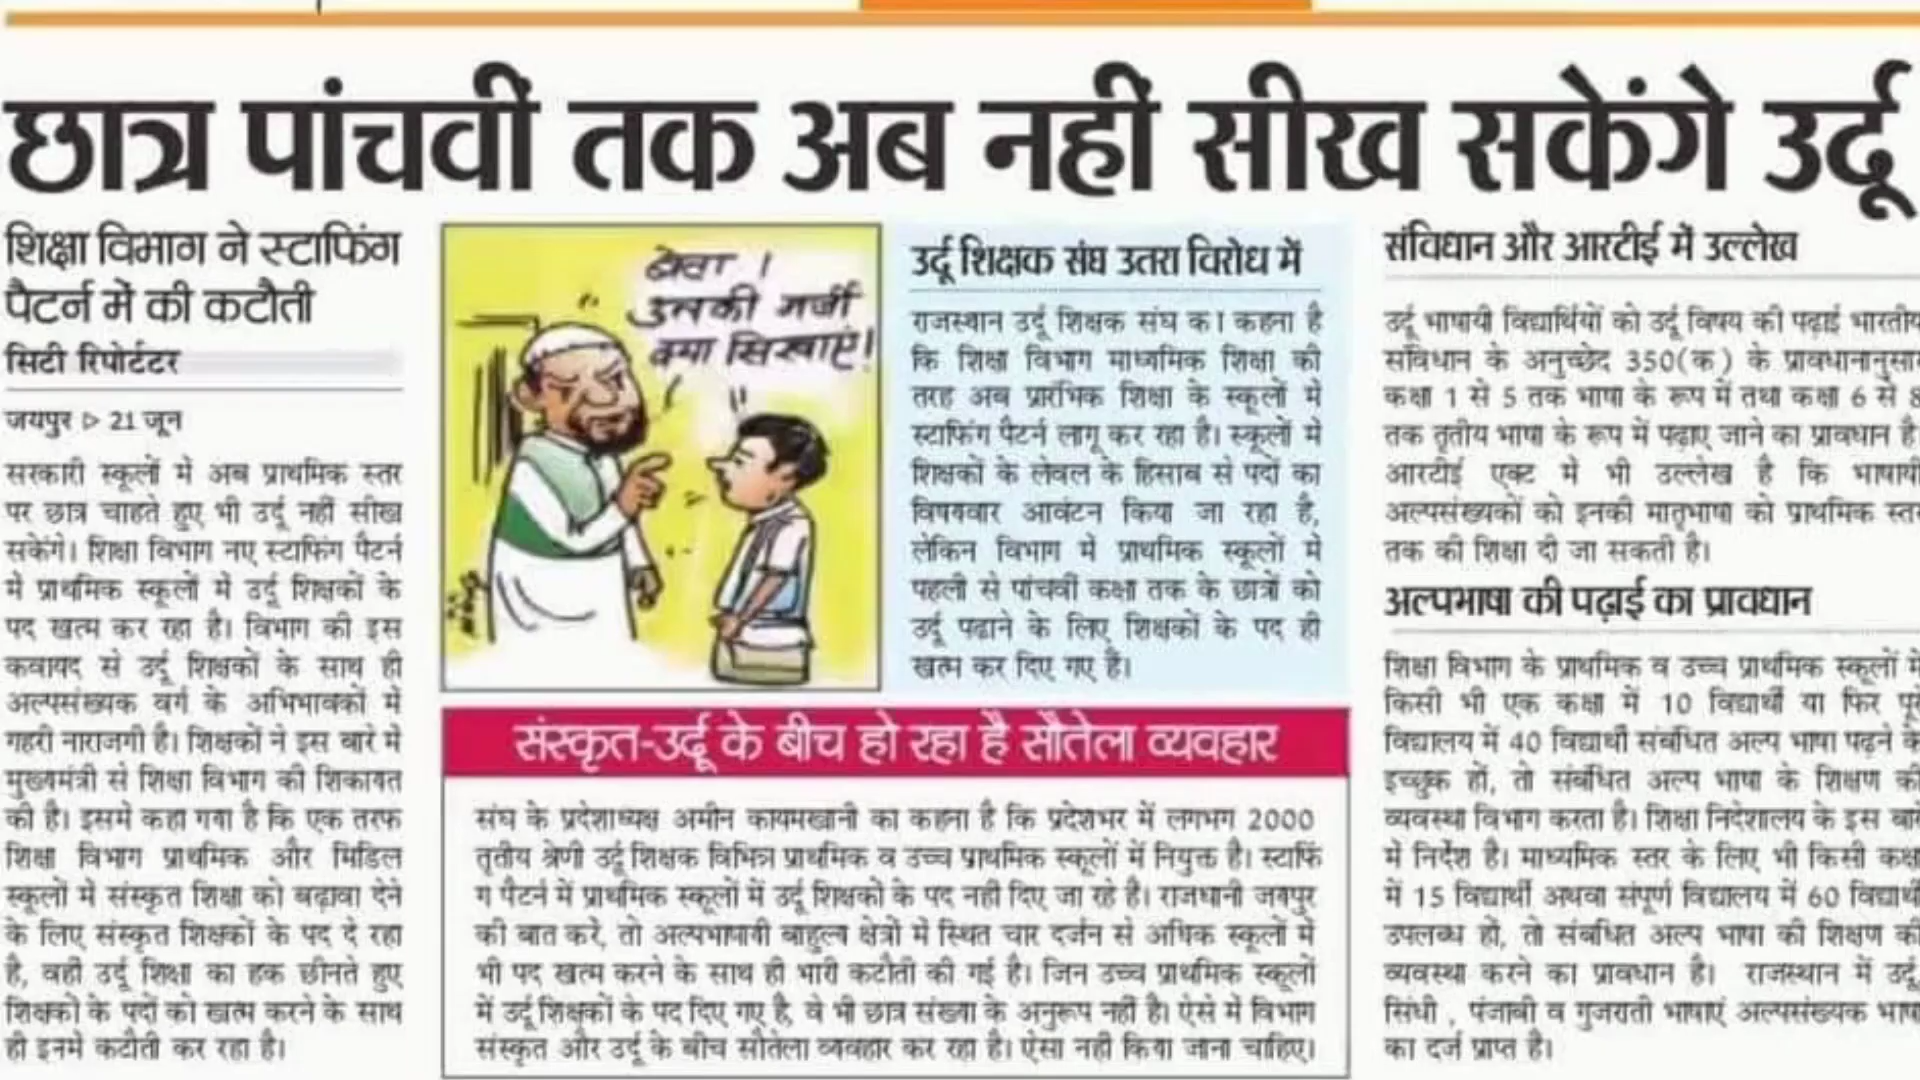 छात्र पांचवीं तक अब नहीं सीख सकेंगे उर्दू
शिक्षा विभाग ने स्टाफिंग
पैटर्न में की कटौती
सिटी रिपोर्टटर
जयपुर ▷ 21 जून
सरकारी स्कूलों में अब प्राथमिक स्तर
पर छात्र चाहते हुए भी उर्दू नहीं सीख
सकेंगे। शिक्षा विभाग नए स्टाफिंग पैटर्न
में प्राथमिक स्कूलों में उर्दू शिक्षकों के
पद खत्म कर रहा है। विभाग की इस
कवायद से उर्दू शिक्षकों के साथ ही
अल्पसंख्यक वर्ग के अभिभावकों में
गहरी नाराजगी है। शिक्षकों ने इस बारे में
मुख्यमंत्री से शिक्षा विभाग की शिकायत
की है। इसमें कहा गया है कि एक तरफ
शिक्षा विभाग प्राथमिक और मिडिल
स्कूलों में संस्कृत शिक्षा को बढ़ावा देने
के लिए संस्कृत शिक्षकों के पद दे रहा
है, वहीं उर्दू शिक्षा का हक छीनते हुए
शिक्षकों के पदों को खत्म करने के साथ
ही इनमें कटौती कर रहा है।
बेवा !
उनकी मर्जी
क्या सिखाएं!
उर्दू शिक्षक संघ उतरा विरोध में
राजस्थान उर्दू शिक्षक संघ का कहना है
कि शिक्षा विभाग माध्यमिक शिक्षा की
तरह अब प्रारंभिक शिक्षा के स्कूलों में
स्टाफिंग पैटर्न लागू कर रहा है। स्कूलों में
शिक्षकों के लेवल के हिसाब से पदों का
विषयवार आवंटन किया जा रहा है,
लेकिन विभाग में प्राथमिक स्कूलों में
पहली से पांचवीं कक्षा तक के छात्रों को
उर्दू पढाने के लिए शिक्षकों के पद ही
खत्म कर दिए गए हैं।
संस्कृत-उर्दू के बीच हो रहा है सौतेला व्यवहार
संघ के प्रदेशाध्यक्ष अमीन कायमखानी का कहना है कि प्रदेशभर में लगभग 2000
तृतीय श्रेणी उर्दू शिक्षक विभिन्न प्राथमिक व उच्च प्राथमिक स्कूलों में नियुक्त है। स्टाफिं
ग पैटर्न में प्राथमिक स्कूलों में उर्दू शिक्षकों के पद नहीं दिए जा रहे है। राजधानी जयपुर
की बात करें, तो अल्पभाषायी बाहुल्य क्षेत्रों में स्थित चार दर्जन से अधिक स्कूलों में
भी पद खत्म करने के साथ ही भारी कटौती की गई है। जिन उच्च प्राथमिक स्कूलों
में उर्दू शिक्षकों के पद दिए गए है, वे भी छात्र संख्या के अनुरूप नहीं है। ऐसे में विभाग
संस्कृत और उर्दू के बीच सौतेला व्यवहार कर रहा है। ऐसा नहीं किया जाना चाहिए।
संविधान और आरटीई में उल्लेख
उर्दू भाषायी विद्यार्थियों को उर्दू विषय की पढ़ाई भारतीय
संविधान के अनुच्छेद 350(क) के प्रावधानानुसार
कक्षा 1 से 5 तक भाषा के रूप में तथा कक्षा 6 से 8
तक तृतीय भाषा के रूप में पढ़ाए जाने का प्रावधान है
आरटीई एक्ट में भी उल्लेख है कि भाषायी
अल्पसंख्यकों को इनकी मातृभाषा को प्राथमिक स्तर
तक की शिक्षा दी जा सकती है।
अल्पभाषा की पढ़ाई का प्रावधान
शिक्षा विभाग के प्राथमिक व उच्च प्राथमिक स्कूलों में
किसी भी एक कक्षा में 10 विद्यार्थी या फिर पूरे
विद्यालय में 40 विद्यार्थी संबंधित अल्प भाषा पढ़ने के
इच्छुक हों, तो संबंधित अल्प भाषा के शिक्षण की
व्यवस्था विभाग करता है। शिक्षा निदेशालय के इस बारे
में निर्देश है। माध्यमिक स्तर के लिए भी किसी कक्षा
में 15 विद्यार्थी अथवा संपूर्ण विद्यालय में 60 विद्यार्थी
उपलब्ध हों, तो संबंधित अल्प भाषा की शिक्षण की
व्यवस्था करने का प्रावधान है। राजस्थान में उर्दू,
सिंधी , पंजाबी व गुजराती भाषाएं अल्पसंख्यक भाषा
का दर्ज प्राप्त है।